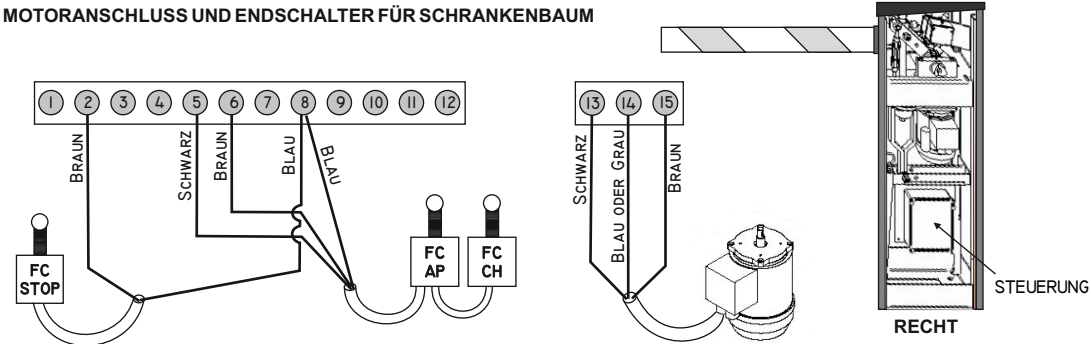 MOTORANSCHLUSS UND ENDSCHALTER FÜR SCHRANKENBAUM
1 2 3 4 5 6 7 8 9 10 11 12
13 14 15
BRAUN
SCHWARZ
BRAUN
BLAU
BLAU
SCHWARZ
BLAU ODER GRAU
BRAUN
FC
STOP
FC
AP
FC
CH
STEUERUNG
RECHT